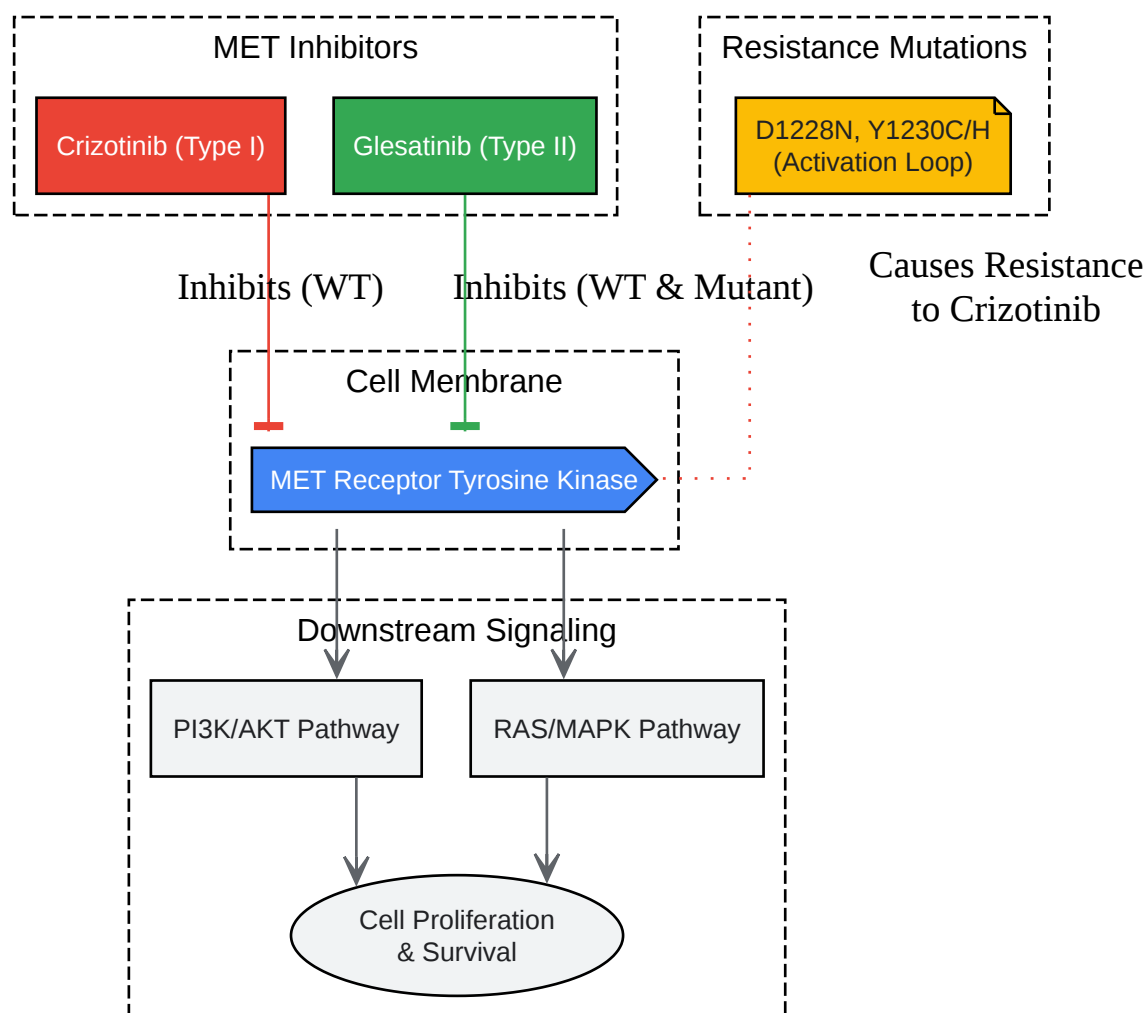 MET Inhibitors
Resistance Mutations
Crizotinib (Type I)
Glesatinib (Type II)
D1228N, Y1230C/H
(Activation Loop)
Inhibits (WT)
Inhibits (WT & Mutant)
Causes Resistance
to Crizotinib
Cell Membrane
MET Receptor Tyrosine Kinase
Downstream Signaling
PI3K/AKT Pathway
RAS/MAPK Pathway
Cell Proliferation
& Survival